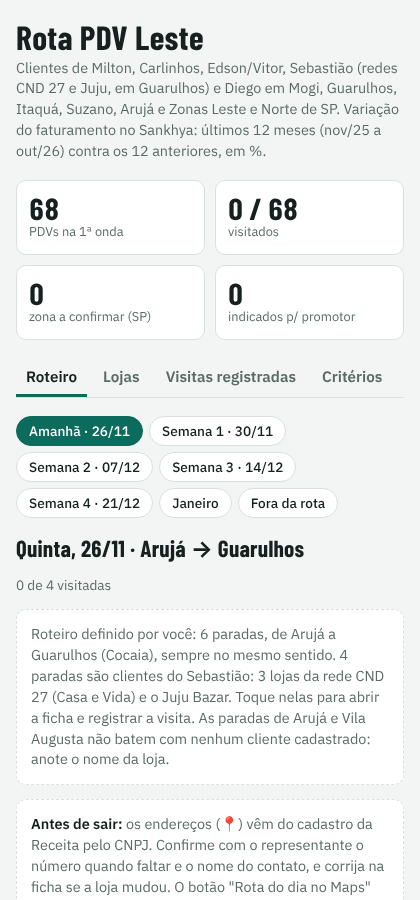 Rota PDV Leste
Clientes de Milton, Carlinhos, Edson/Vitor, Sebastião (redes
CND 27 e Juju, em Guarulhos) e Diego em Mogi, Guarulhos,
Itaquá, Suzano, Arujá e Zonas Leste e Norte de SP. Variação
do faturamento no Sankhya: últimos 12 meses (nov/25 a
out/26) contra os 12 anteriores, em %.
68
PDVs na 1ª onda
0 / 68
visitados
0
zona a confirmar (SP)
0
indicados p/ promotor
Roteiro Lojas Visitas registradas Critérios
Amanhã · 26/11 Semana 1 · 30/11
Semana 2 · 07/12 Semana 3 · 14/12
Semana 4 · 21/12 Janeiro Fora da rota
Quinta, 26/11 · Arujá → Guarulhos
0 de 4 visitadas
Roteiro definido por você: 6 paradas, de Arujá a
Guarulhos (Cocaia), sempre no mesmo sentido. 4
paradas são clientes do Sebastião: 3 lojas da rede CND
27 (Casa e Vida) e o Juju Bazar. Toque nelas para abrir
a ficha e registrar a visita. As paradas de Arujá e Vila
Augusta não batem com nenhum cliente cadastrado:
anote o nome da loja.
Antes de sair: os endereços (📍) vêm do cadastro da
Receita pelo CNPJ. Confirme com o representante o
número quando faltar e o nome do contato, e corrija na
ficha se a loja mudou. O botão "Rota do dia no Maps"